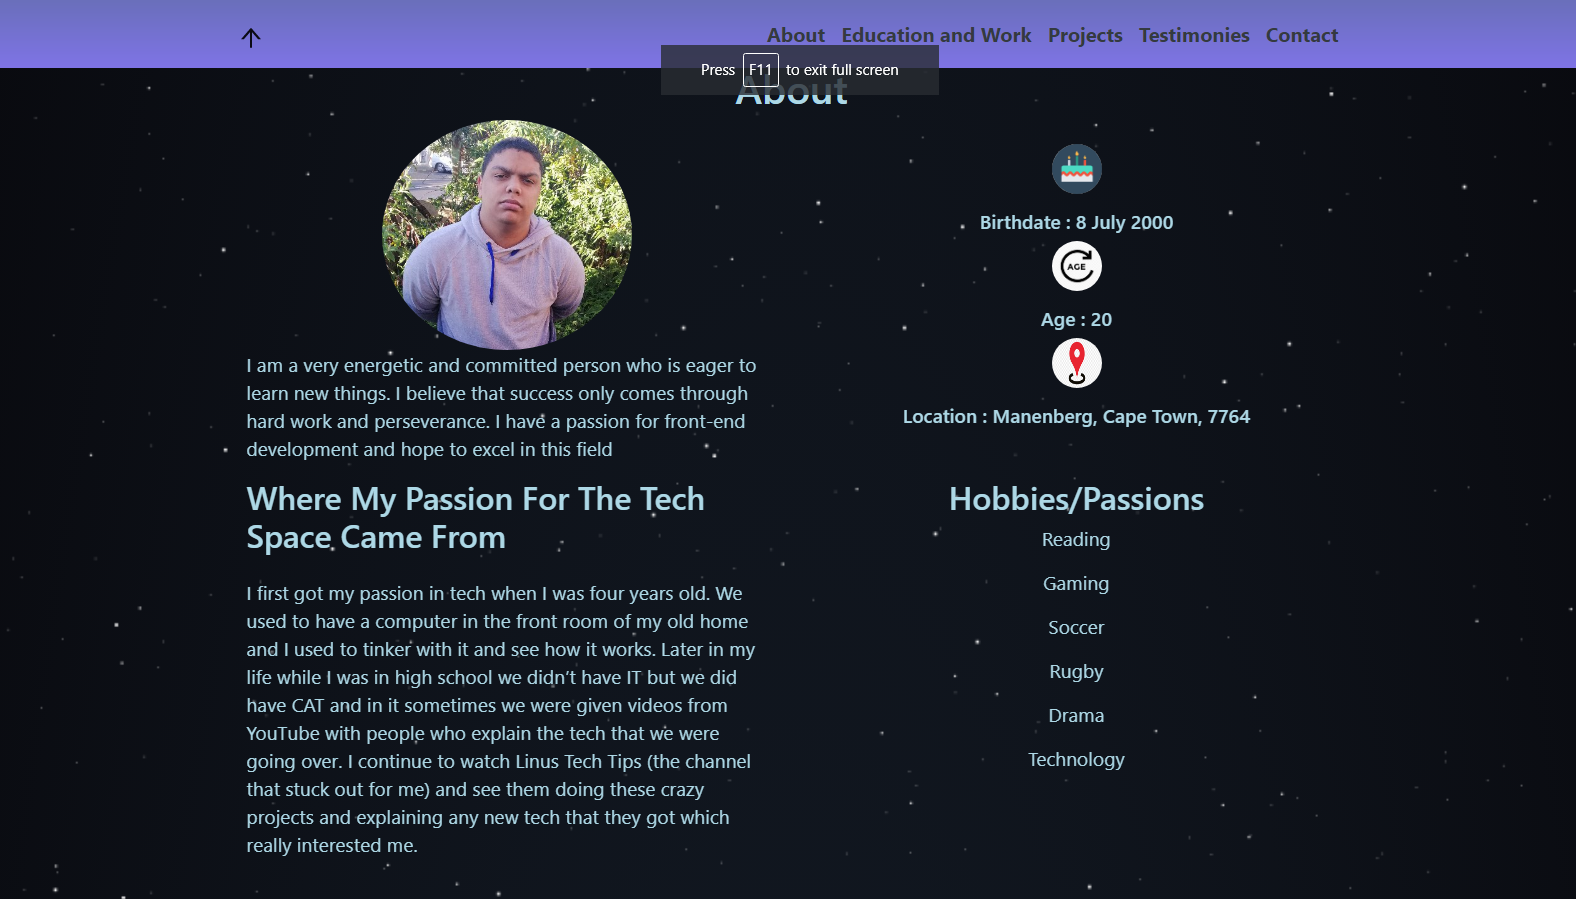 About Education and Work Projects Testimonies Contact
Press F11 to exit full screen
About
I am a very energetic and committed person who is eager to
learn new things. I believe that success only comes through
hard work and perseverance. I have a passion for front-end
development and hope to excel in this field
Birthdate : 8 July 2000
AGE
Age : 20
Location : Manenberg, Cape Town, 7764
Where My Passion For The Tech
Space Came From
I first got my passion in tech when I was four years old. We
used to have a computer in the front room of my old home
and I used to tinker with it and see how it works. Later in my
life while I was in high school we didn’t have IT but we did
have CAT and in it sometimes we were given videos from
YouTube with people who explain the tech that we were
going over. I continue to watch Linus Tech Tips (the channel
that stuck out for me) and see them doing these crazy
projects and explaining any new tech that they got which
really interested me.
Hobbies/Passions
Reading
Gaming
Soccer
Rugby
Drama
Technology